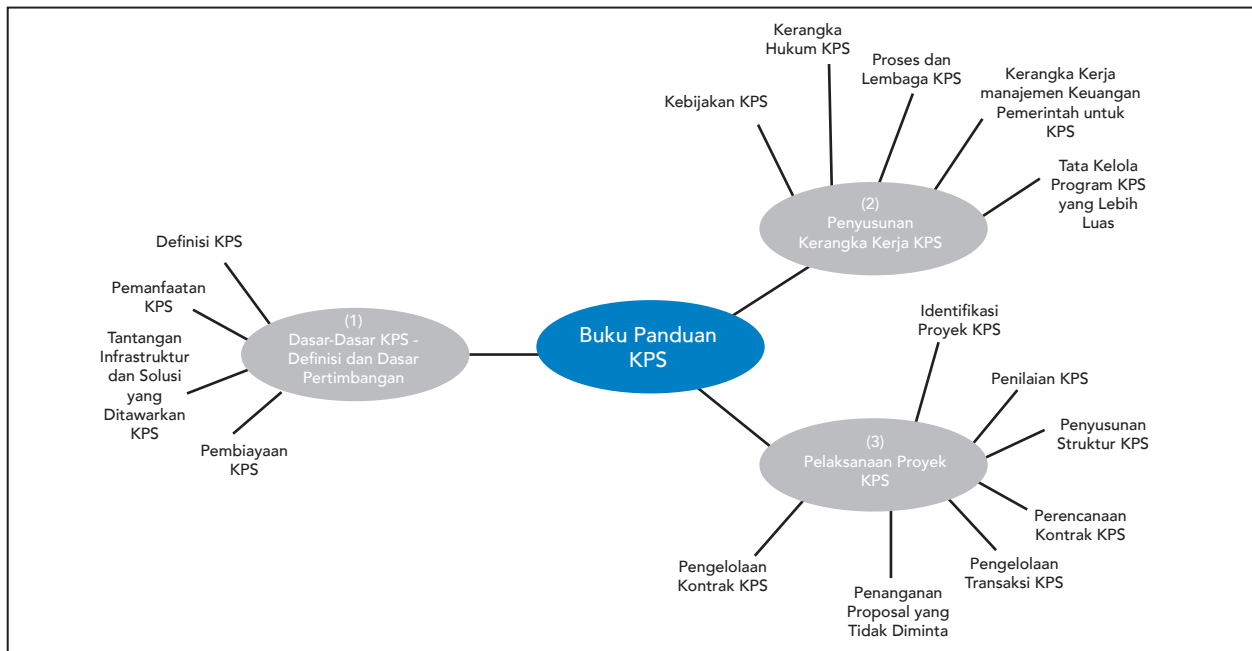 Buku Panduan
KPS
(1)
Dasar-Dasar KPS -
Definisi dan Dasar
Pertimbangan
Definisi KPS
Pemanfaatan
KPS
Tantangan
Infrastruktur
dan Solusi
yang
Ditawarkan
KPS
Pembiayaan
KPS
(2)
Penyusunan
Kerangka Kerja KPS
Kebijakan KPS
Kerangka
Hukum KPS
Proses dan
Lembaga KPS
Kerangka Kerja
manajemen Keuangan
Pemerintah untuk
KPS
Tata Kelola
Program KPS
yang Lebih
Luas
(3)
Pelaksanaan Proyek
KPS
Identifikasi
Proyek KPS
Penilaian KPS
Penyusunan
Struktur KPS
Perencanaan
Kontrak KPS
Pengelolaan
Transaksi KPS
Penanganan
Proposal yang
Tidak Diminta
Pengelolaan
Kontrak KPS